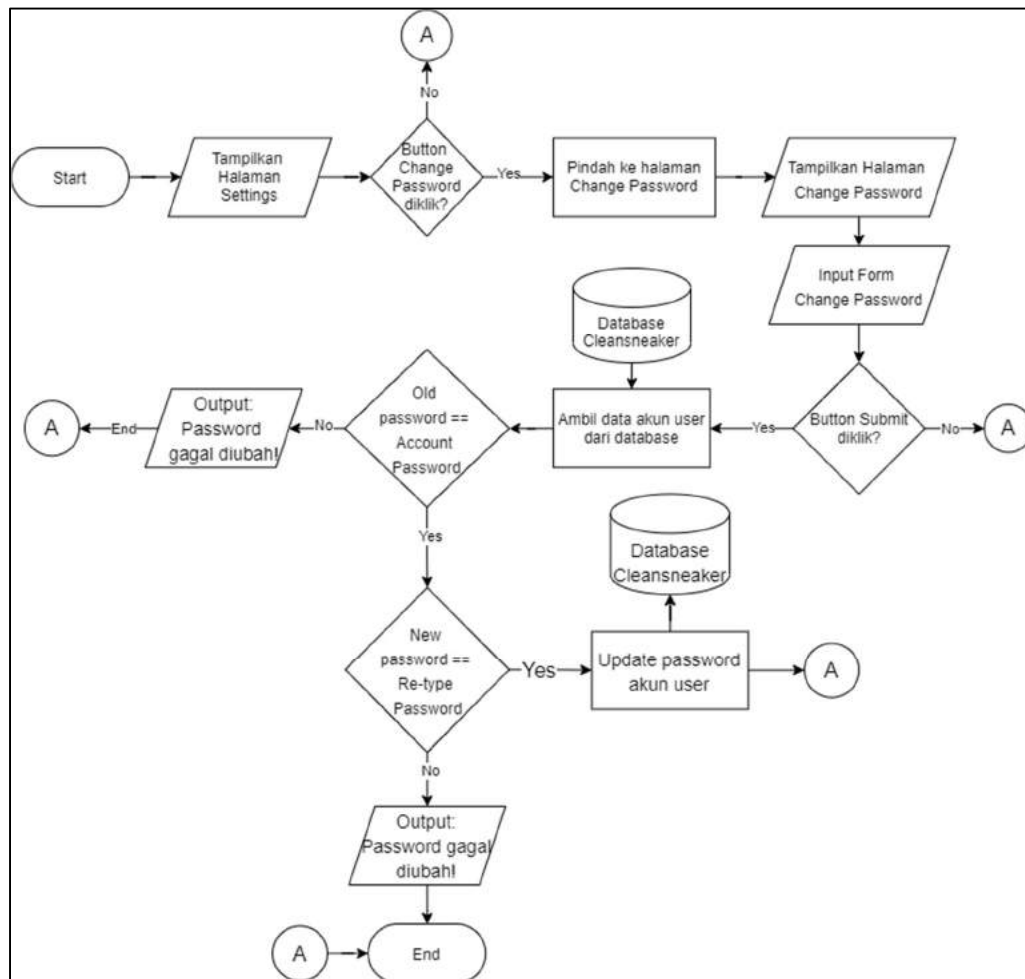 A
No
Start
Tampilkan
Halaman
Settings
Button
Change
Password
diklik?
Yes
Pindah ke halaman
Change Password
Tampilkan Halaman
Change Password
Input Form
Change Password
Database
Cleansneaker
A
End
Output:
Password
gagal diubah!
No
Old
password ==
Account
Password
Ambil data akun user
dari database
Yes
Button Submit
diklik?
No
A
Yes
Database
Cleansneaker
New
password ==
Re-type
Password
Yes
Update password
akun user
A
No
Output:
Password gagal
diubah!
A
End